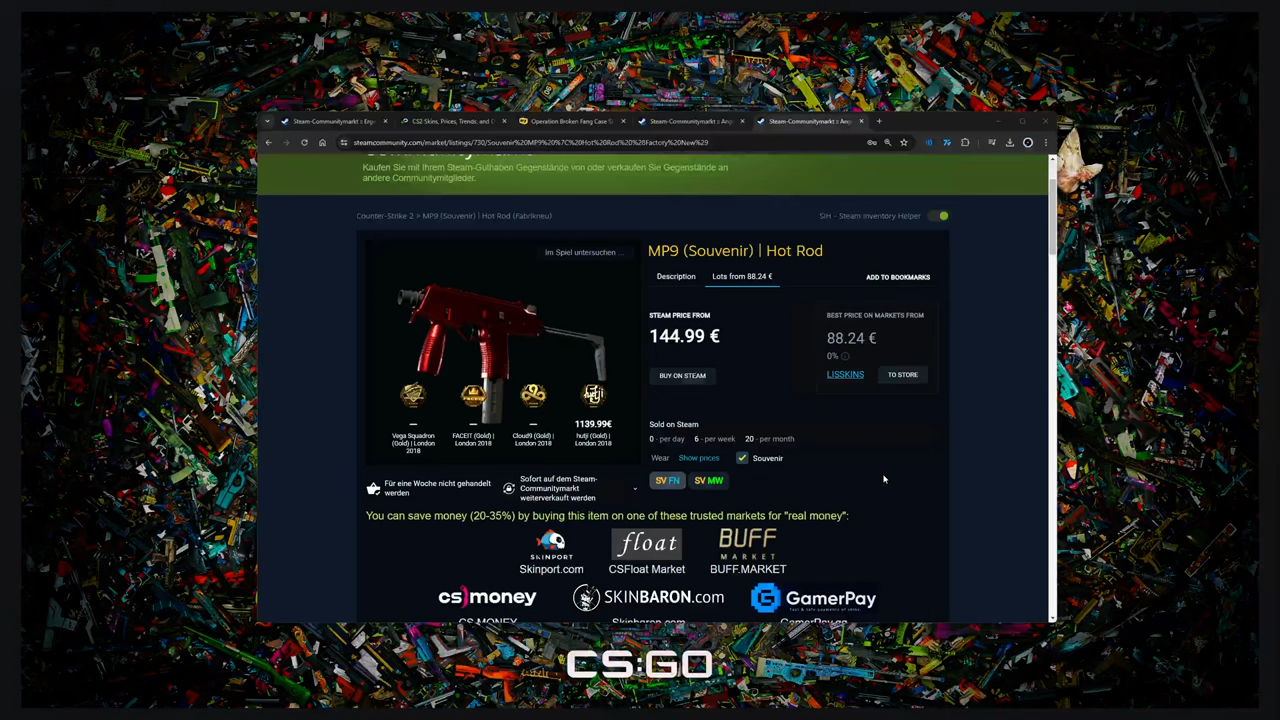 Steam-Communitymarkt :: Eng
CS2 Skins, Prices, Trends, and
Operation Broken Fang Case
Steam-Communitymarkt :: Ang
Steam-Communitymarkt :: Ang
steamcommunity.com/market/listings/730/Souvenir%20MP9%20%7C%20Hot%20Rod%20%28Factory%20New%29
Kaufen Sie mit Ihrem Steam-Guthaben Gegenstände von oder verkaufen Sie Gegenstände an
andere Communitymitglieder.
Counter-Strike 2 > MP9 (Souvenir) | Hot Rod (Fabrikneu)
SIH - Steam Inventory Helper
Im Spiel untersuchen ...
MP9 (Souvenir) | Hot Rod
Description
Lots from 88.24 €
ADD TO BOOKMARKS
STEAM PRICE FROM
144.99 €
BUY ON STEAM
BEST PRICE ON MARKETS FROM
88.24 €
0%
LISSKINS
TO STORE
— — — 1139.99€
Vega Squadron
(Gold) | London
2018
FACEIT (Gold) |
London 2018
Cloud9 (Gold) |
London 2018
hutji (Gold) |
London 2018
Sold on Steam
0 - per day 6 - per week 20 - per month
Wear Show prices Souvenir
SV FN SV MW
Für eine Woche nicht gehandelt
werden
Sofort auf dem Steam-
Communitymarkt
weiterverkauft werden
You can save money (20-35%) by buying this item on one of these trusted markets for "real money":
SKINPORT
Skinport.com
float
CSFloat Market
BUFF
MARKET
BUFF.MARKET
cs money
SKINBARON.com
GamerPay
CS.MONEY
Skinbaron.com
GamerPay.gg
CS:GO